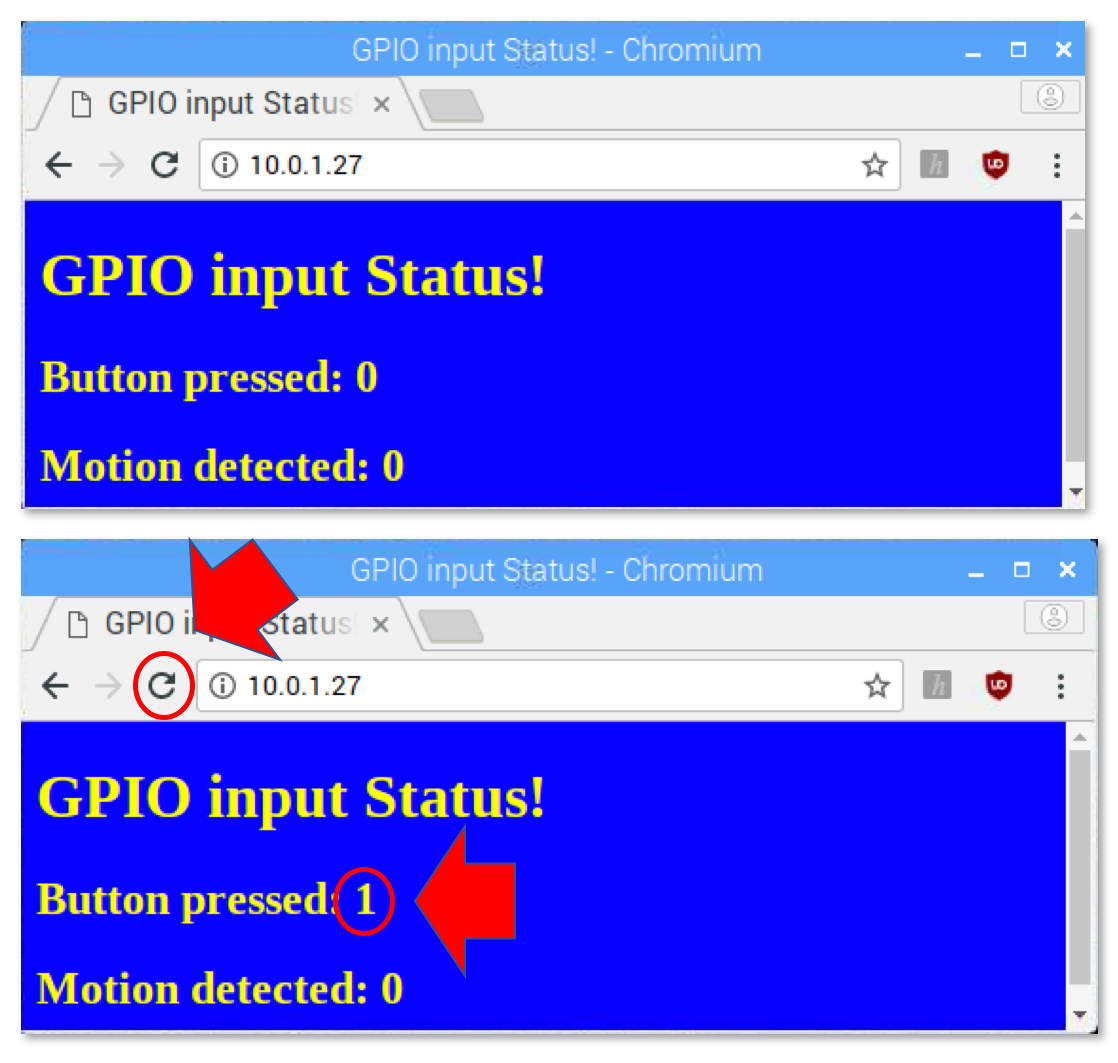 GPIO input Status! - Chromium
GPIO input Status!
10.0.1.27
h
GPIO input Status!
Button pressed: 0
Motion detected: 0
GPIO input Status! - Chromium
GPIO i Status
10.0.1.27
h
GPIO input Status!
Button pressed: 1
Motion detected: 0